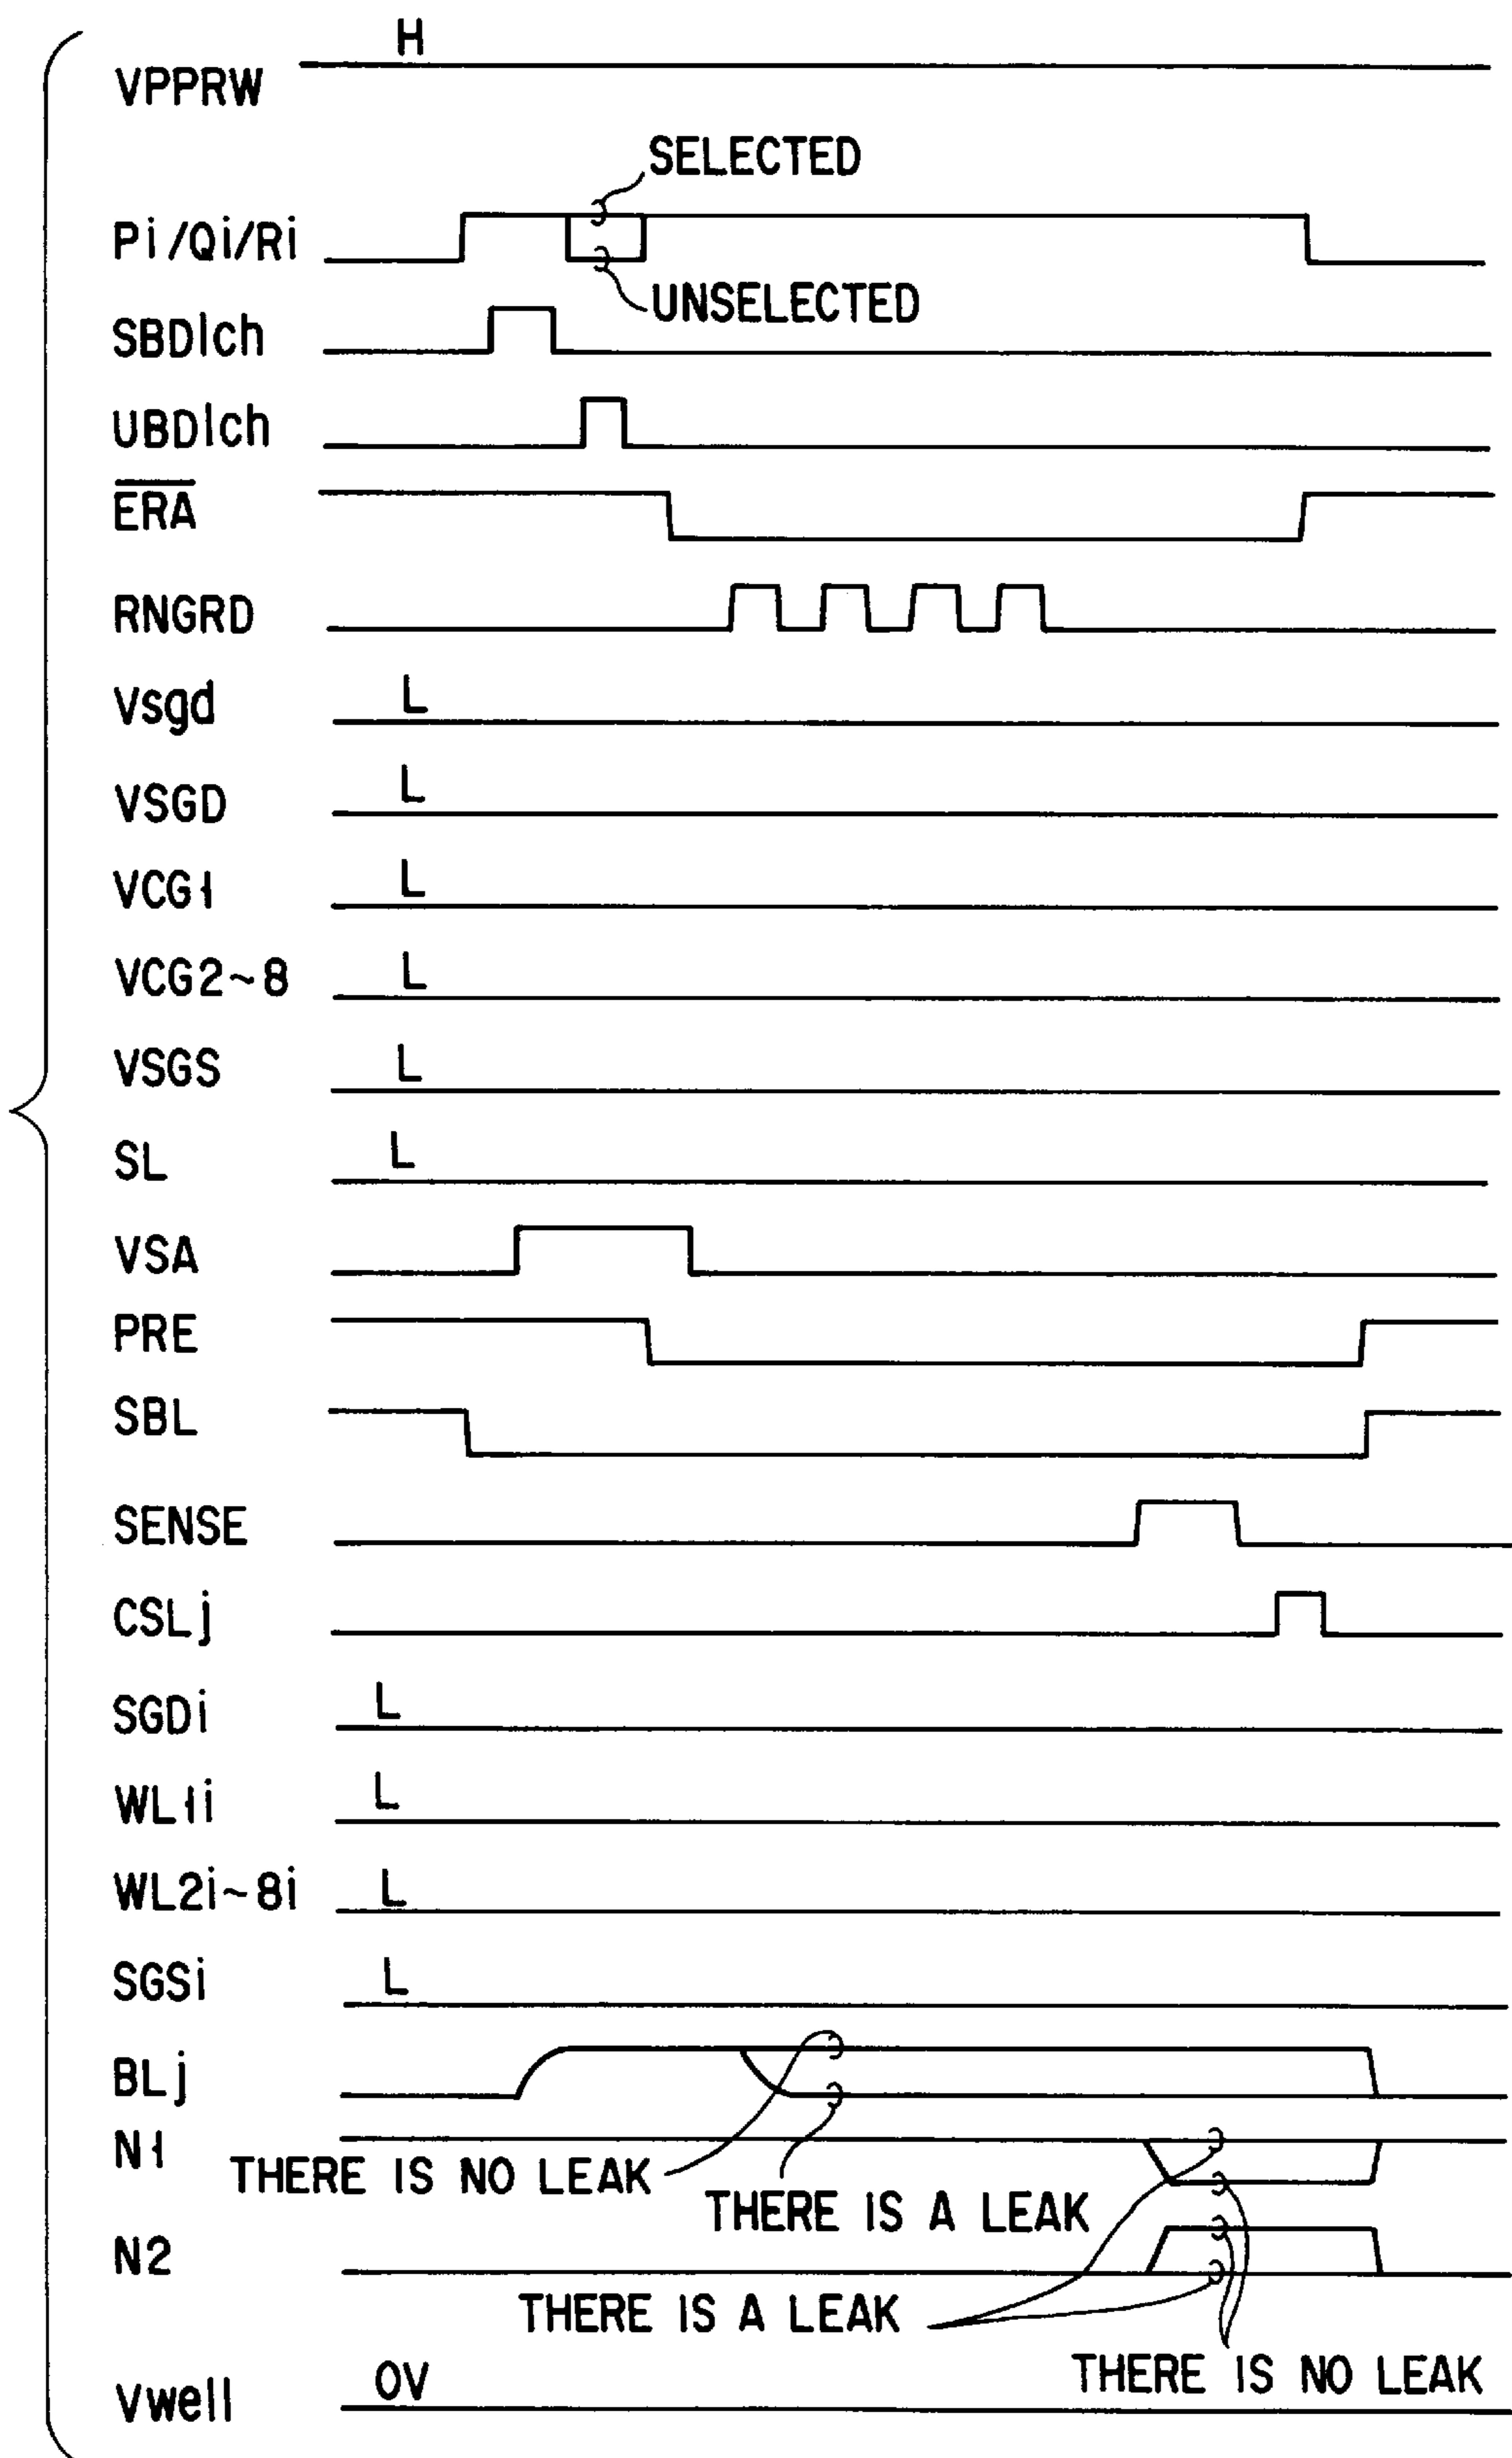 H
VPPRW
SELECTED
Pi/Qi/Ri
UNSELECTED
SBDlch
UBDlch
ERA
RNGRD
Vsgd L
VSGD L
VCG1 L
VCG2~8 L
VSGS L
SL L
VSA
PRE
SBL
SENSE
CSLj
SGDi L
WL1i L
WL2i~8i L
SGSi L
BLj
N1
THERE IS NO LEAK
THERE IS A LEAK
N2
THERE IS A LEAK
THERE IS NO LEAK
Vwell 0V